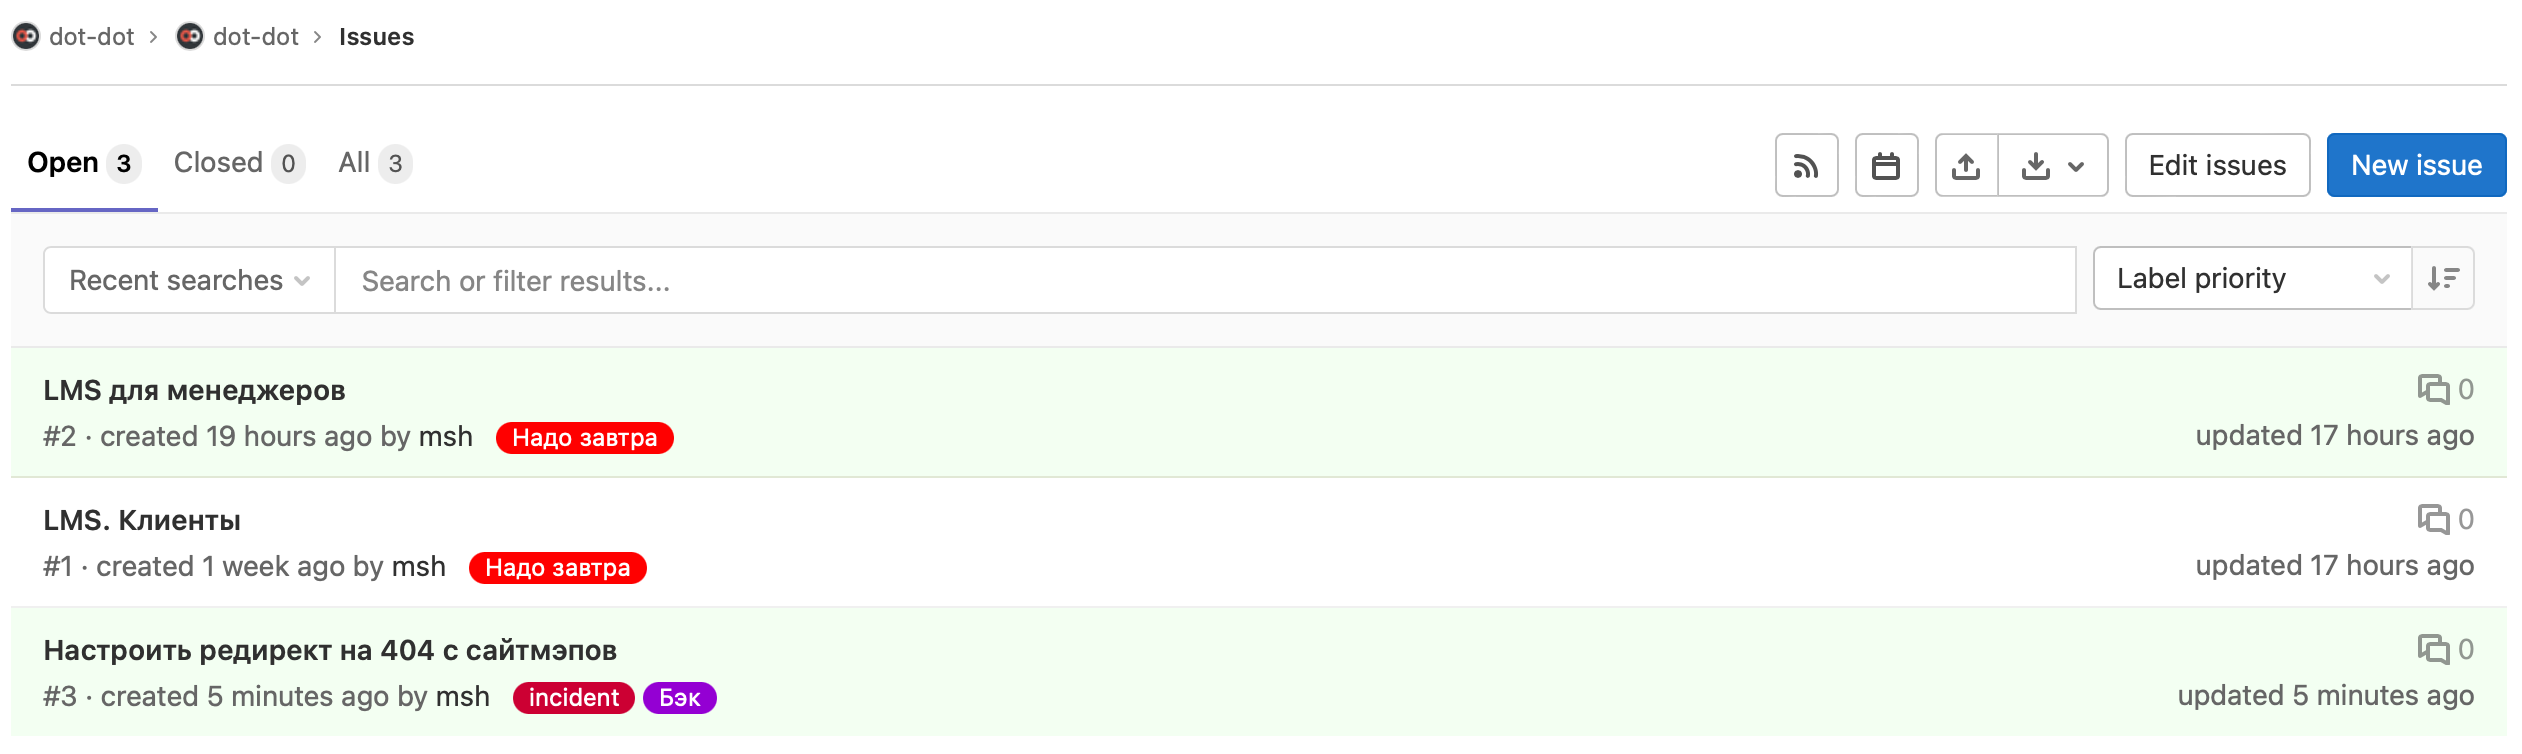 dot-dot > dot-dot > Issues
Open 3 Closed 0 All 3
Edit issues
New issue
Recent searches
Search or filter results...
Label priority
LMS для менеджеров
0
#2 · created 19 hours ago by msh Надо завтра
updated 17 hours ago
LMS. Клиенты
0
#1 · created 1 week ago by msh Надо завтра
updated 17 hours ago
Настроить редирект на 404 с сайтмэпов
0
#3 · created 5 minutes ago by msh incident Бэк
updated 5 minutes ago